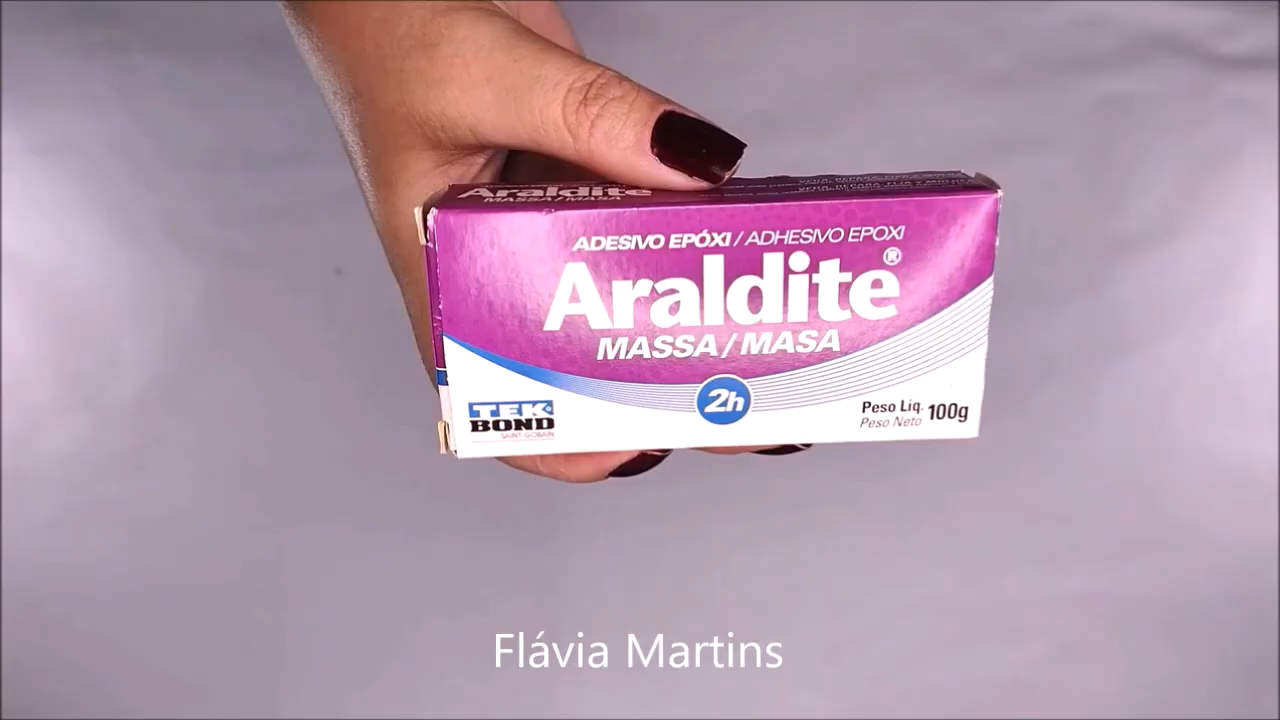 Araldite
MASSA/MASA
ADESIVO EPÓXI / ADHESIVO EPOXI
Araldite®
MASSA/MASA
2h
TEK
BOND
SAINT-GOBAIN
Peso Líq. 100g
Peso Neto
Flávia Martins